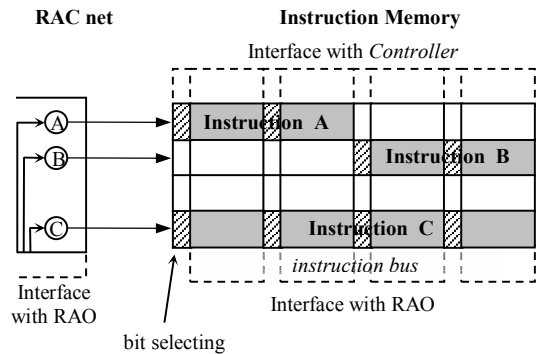 RAC net
Instruction Memory
Interface with Controller
A
Instruction A
B
Instruction B
C
Instruction C
instruction bus
Interface
with RAO
Interface with RAO
bit selecting